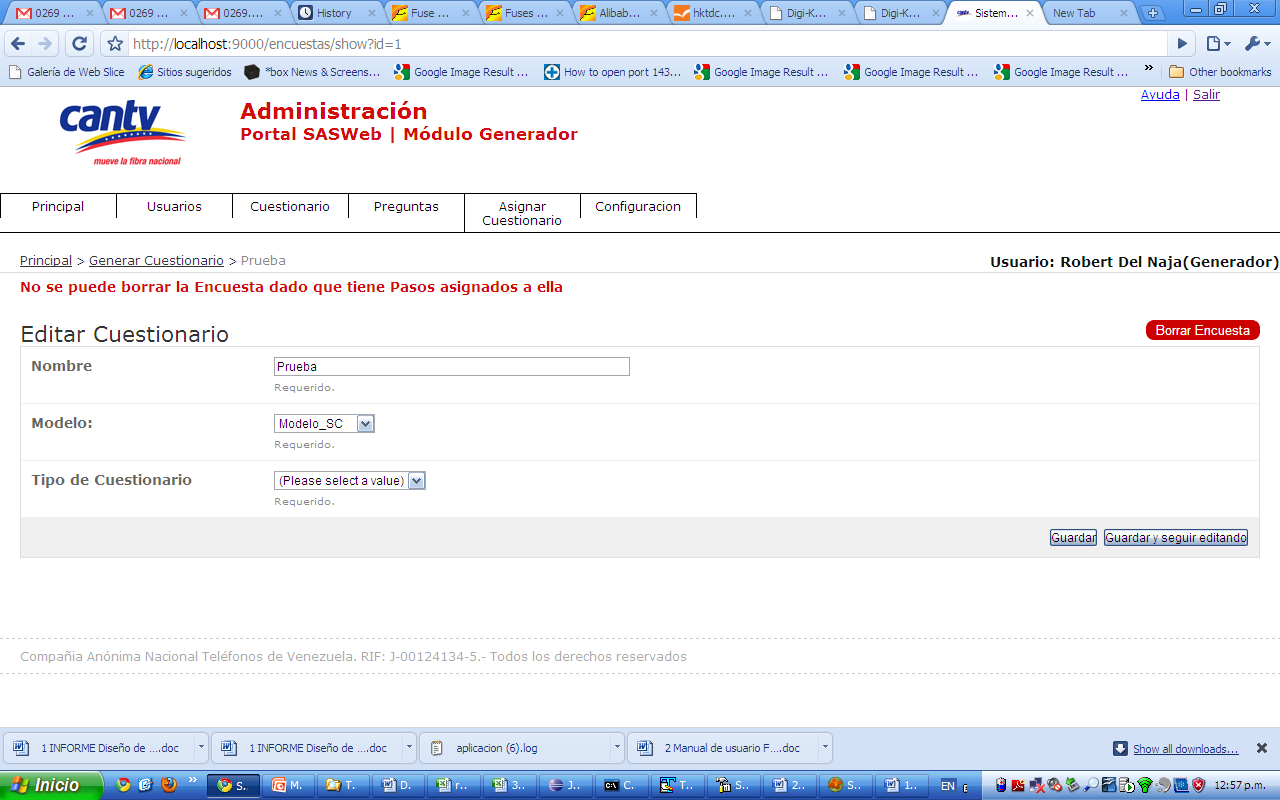 0269 ...
0269 ...
0269....
History
Fuse ...
Fuses ...
Alibab...
hktdc....
Digi-K...
Digi-K...
Sistem...
New Tab
http://localhost:9000/encuestas/show?id=1
Galería de Web Slice
Sitios sugeridos
*box News & Screens...
Google Image Result ...
How to open port 143...
Google Image Result ...
Google Image Result ...
Google Image Result ...
»
Other bookmarks
cantv
mueve la fibra nacional
Administración
Portal SASWeb | Módulo Generador
Ayuda | Salir
Principal
Usuarios
Cuestionario
Preguntas
Asignar
Cuestionario
Configuracion
Principal > Generar Cuestionario > Prueba
Usuario: Robert Del Naja(Generador)
No se puede borrar la Encuesta dado que tiene Pasos asignados a ella
Editar Cuestionario
Borrar Encuesta
Nombre
Prueba
Requerido.
Modelo:
Modelo_SC
Requerido.
Tipo de Cuestionario
(Please select a value)
Requerido.
Guardar
Guardar y seguir editando
Compañia Anónima Nacional Teléfonos de Venezuela. RIF: J-00124134-5.- Todos los derechos reservados
1 INFORME Diseño de ....doc
1 INFORME Diseño de ....doc
aplicacion (6).log
2 Manual de usuario F....doc
Show all downloads...
Inicio
»
S..
M.
T.
D.
r..
3.
J..
C.
T..
S..
2..
S..
1..
EN
12:57 p.m.